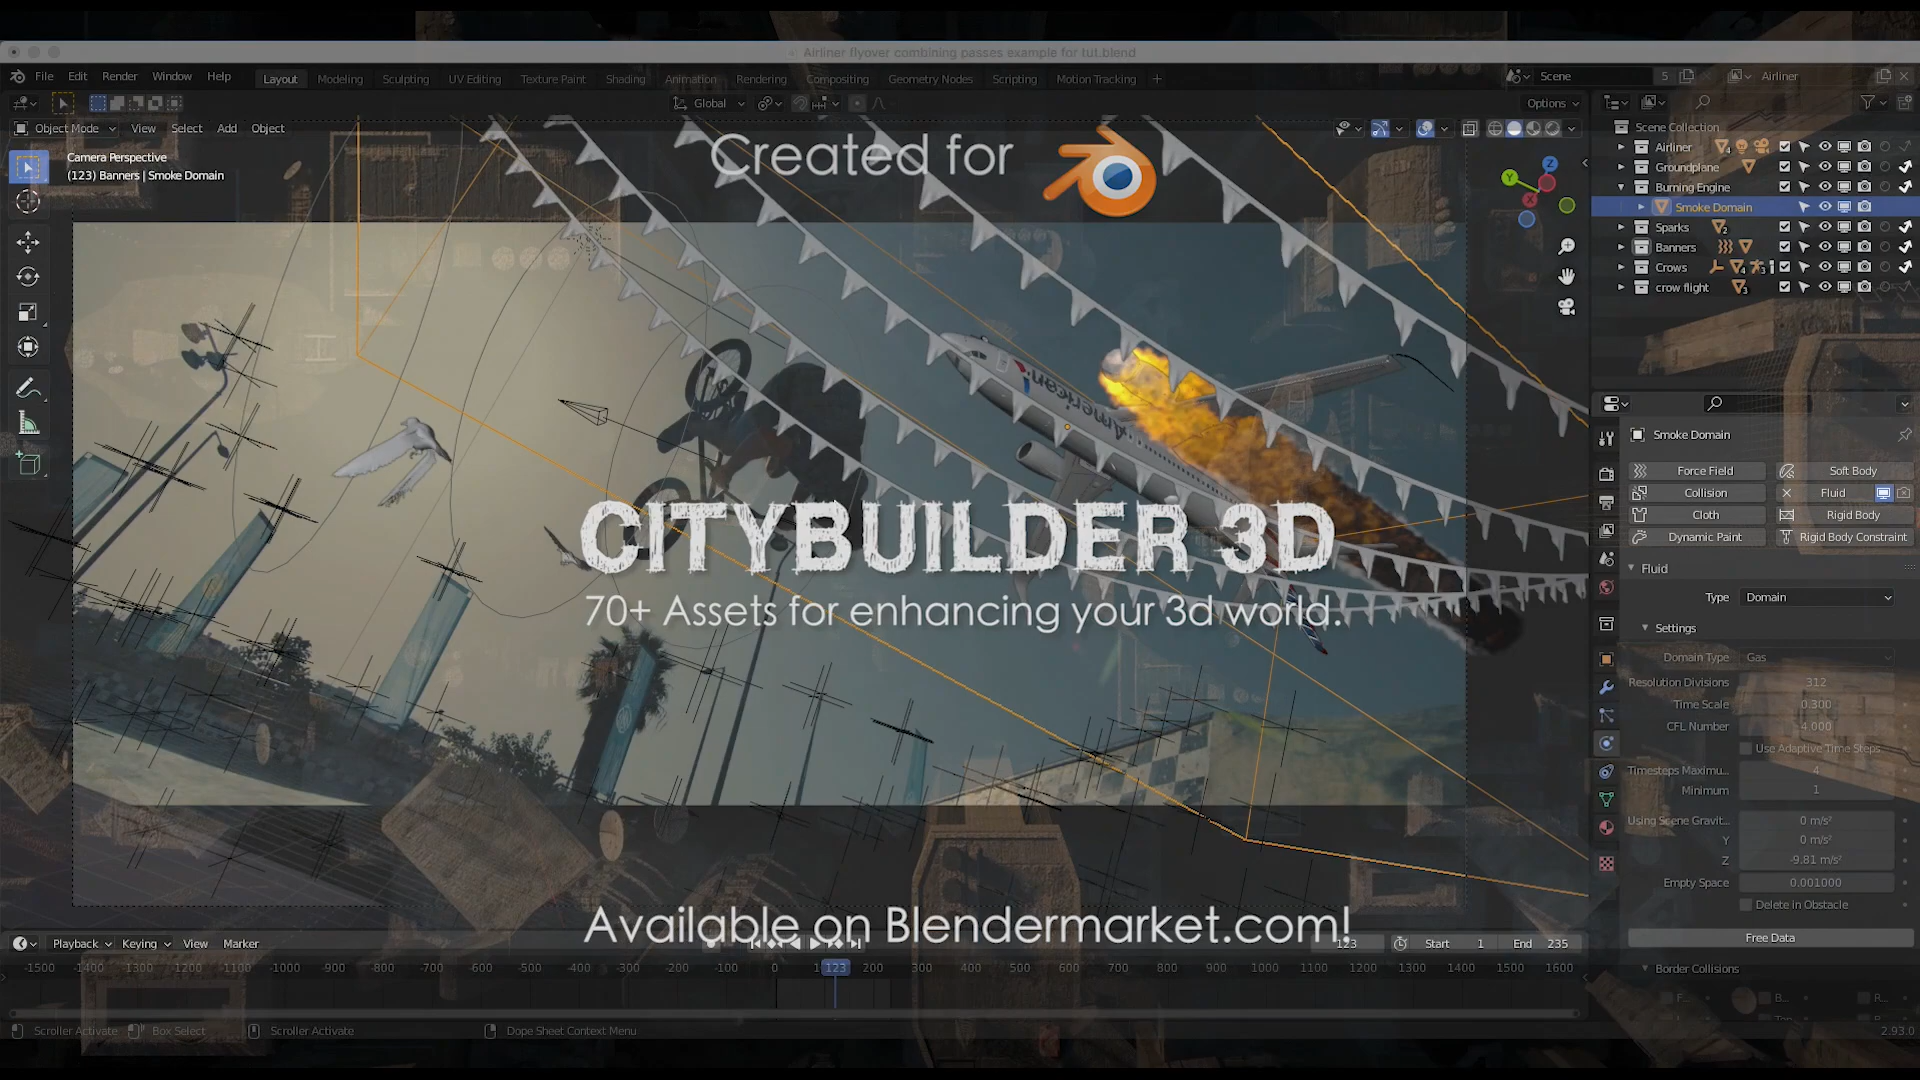 Airliner flyover combining passes example for tut.blend
File Edit Render Window Help Layout Modeling Sculpting UV Editing Texture Paint Shading Animation Rendering Compositing Geometry Nodes Scripting Motion Tracking + Scene 5 Airliner
Global Options
Object Mode View Select Add Object
Camera Perspective
(123) Banners | Smoke Domain
Created for
CITYBUILDER 3D
70+ Assets for enhancing your 3d world.
Available on Blendermarket.com!
American
Z
Y
X
Scene Collection
Airliner
Groundplane
Burning Engine
Smoke Domain
Sparks
Banners
Crows
crow flight
Smoke Domain
Force Field Soft Body
Collision Fluid
Cloth Rigid Body
Dynamic Paint Rigid Body Constraint
Fluid
Type Domain
Settings
Domain Type Gas
Resolution Divisions 312
Time Scale 0.300
CFL Number 4.000
Use Adaptive Time Steps
Timesteps Maximu... 4
Minimum 1
Using Scene Gravit... 0 m/s²
Y 0 m/s²
Z -9.81 m/s²
Empty Space 0.001000
Delete in Obstacle
Free Data
Border Collisions
F... B... R...
Playback Keying View Marker 123 Start 1 End 235
-1500 -1400 -1300 -1200 -1100 -1000 -900 -800 -700 -600 -500 -400 -300 -200 -100 0 123 200 300 400 500 600 700 800 900 1000 1100 1200 1300 1400 1500 1600
Scroller Activate Box Select Scroller Activate Dope Sheet Context Menu 2.93.0